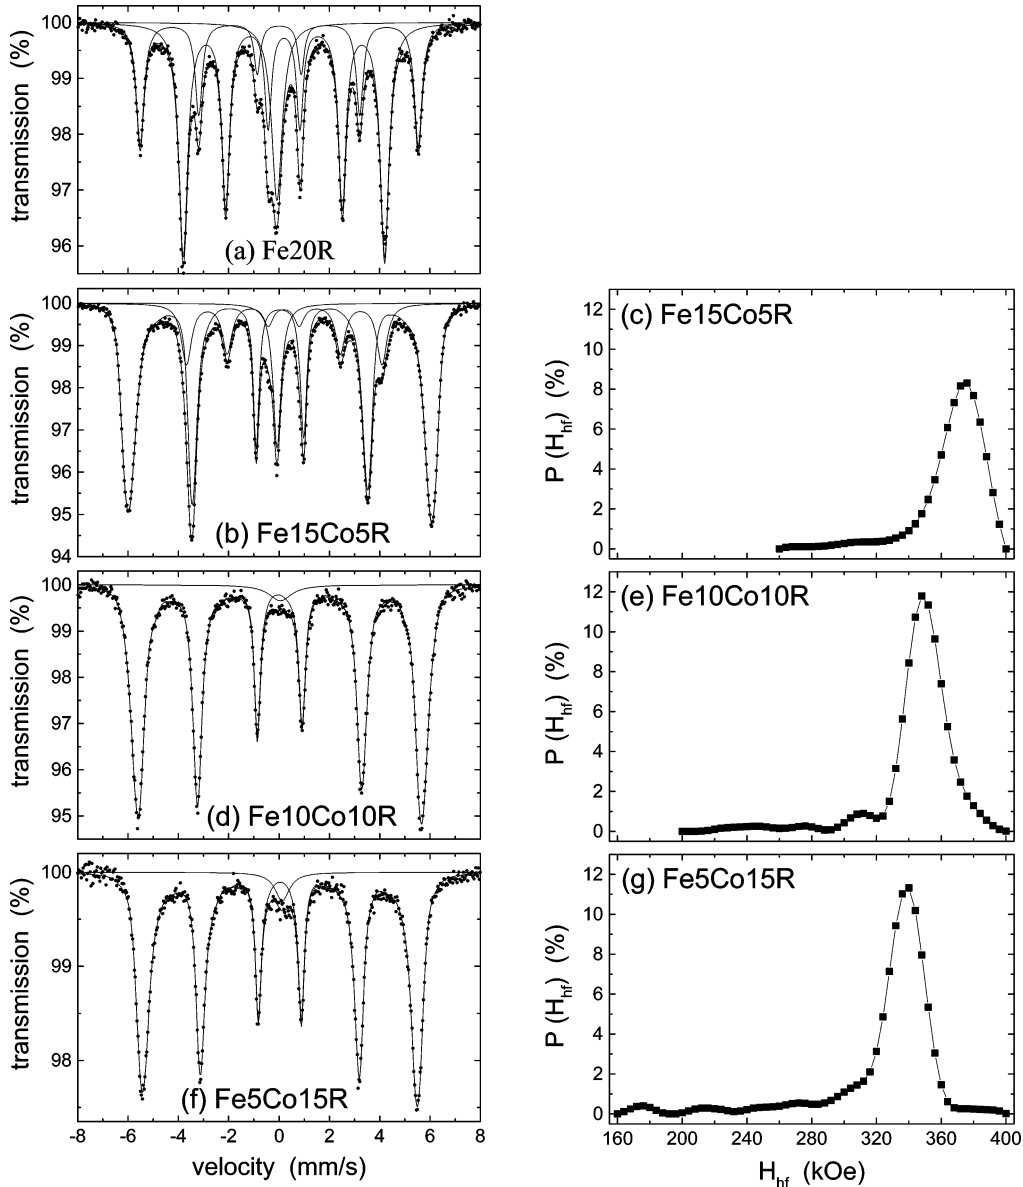 100
99
98
97
96
transmission (%)
(a) Fe20R
100
99
98
97
96
95
94
transmission (%)
(b) Fe15Co5R
12
10
8
6
4
2
0
P (Hhf) (%)
(c) Fe15Co5R
100
99
98
97
96
95
transmission (%)
(d) Fe10Co10R
12
10
8
6
4
2
0
P (Hhf) (%)
(e) Fe10Co10R
100
99
98
transmission (%)
(f) Fe5Co15R
-8 -6 -4 -2 0 2 4 6 8
velocity (mm/s)
12
10
8
6
4
2
0
P (Hhf) (%)
(g) Fe5Co15R
160 200 240 280 320 360 400
Hhf (kOe)